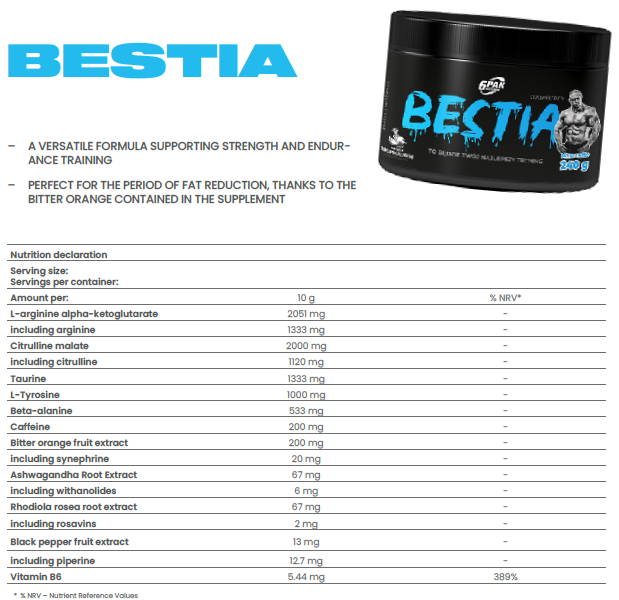 BESTIA
– A VERSATILE FORMULA SUPPORTING STRENGTH AND ENDUR-
ANCE TRAINING
– PERFECT FOR THE PERIOD OF FAT REDUCTION, THANKS TO THE
BITTER ORANGE CONTAINED IN THE SUPPLEMENT
6PAK
BESTIA
TO BĘDZIE TWÓJ NAJLEPSZY TRENING
240 g
Nutrition declaration
Serving size:
Servings per container:
Amount per: 10 g % NRV*
L-arginine alpha-ketoglutarate 2051 mg -
including arginine 1333 mg -
Citrulline malate 2000 mg -
including citrulline 1120 mg -
Taurine 1333 mg -
L-Tyrosine 1000 mg -
Beta-alanine 533 mg -
Caffeine 200 mg -
Bitter orange fruit extract 200 mg -
including synephrine 20 mg -
Ashwagandha Root Extract 67 mg -
including withanolides 6 mg -
Rhodiola rosea root extract 67 mg -
including rosavins 2 mg -
Black pepper fruit extract 13 mg -
including piperine 12.7 mg -
Vitamin B6 5.44 mg 389%
* % NRV – Nutrient Reference Values